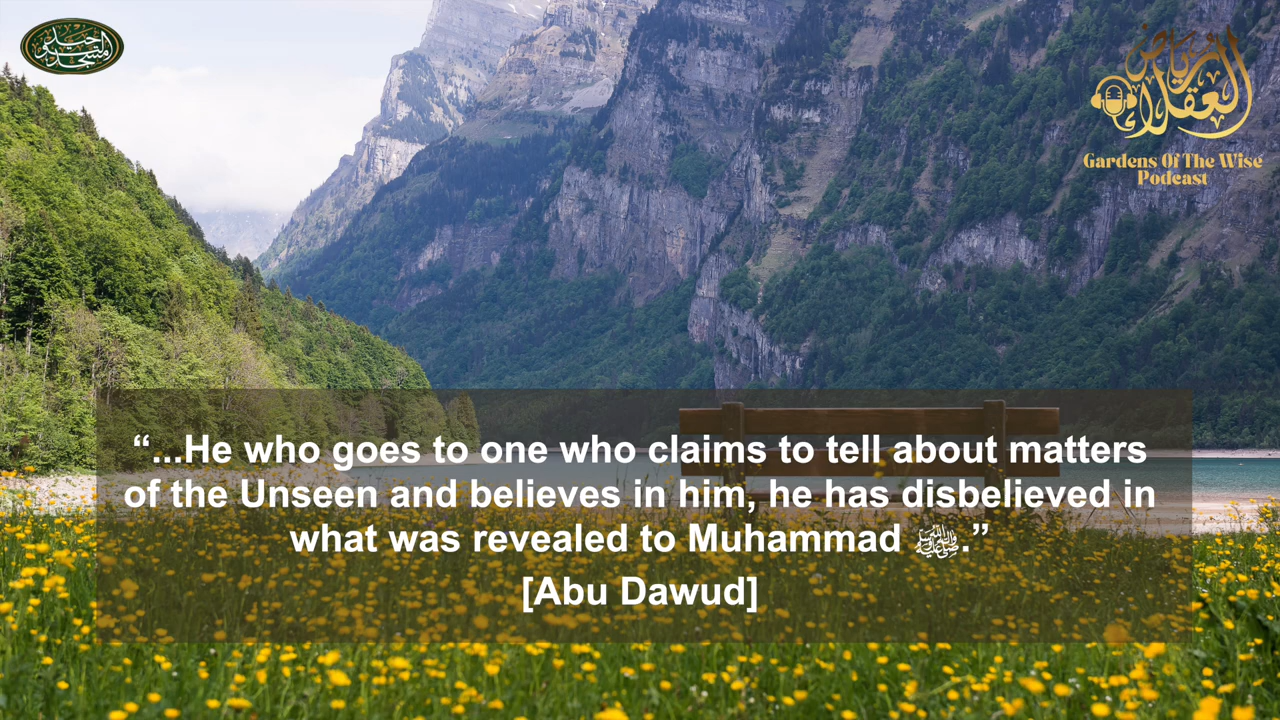 رياض
العقلاء
Gardens Of The Wise
Podcast
“...He who goes to one who claims to tell about matters
of the Unseen and believes in him, he has disbelieved in
what was revealed to Muhammad ﷺ.”
[Abu Dawud]